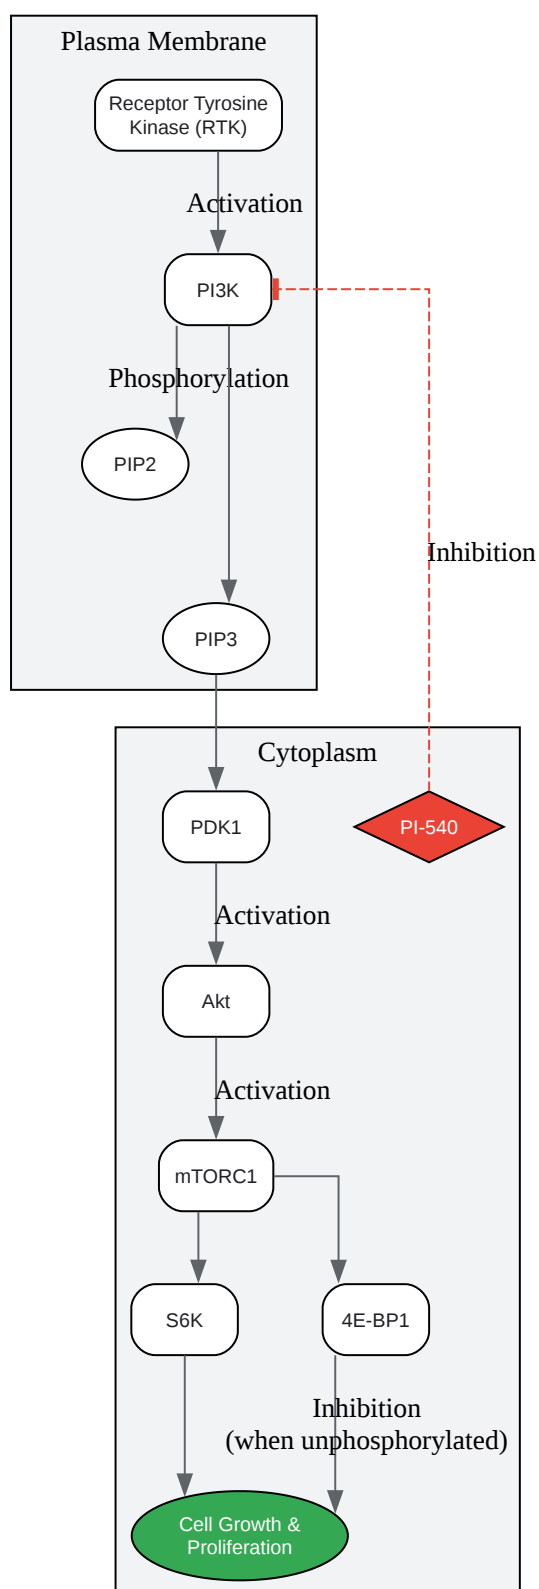 Plasma Membrane
Receptor Tyrosine
Kinase (RTK)
Activation
PI3K
Phosphorylation
PIP2
Inhibition
PIP3
Cytoplasm
PDK1
PI-540
Activation
Akt
Activation
mTORC1
S6K
4E-BP1
Inhibition
(when unphosphorylated)
Cell Growth &
Proliferation